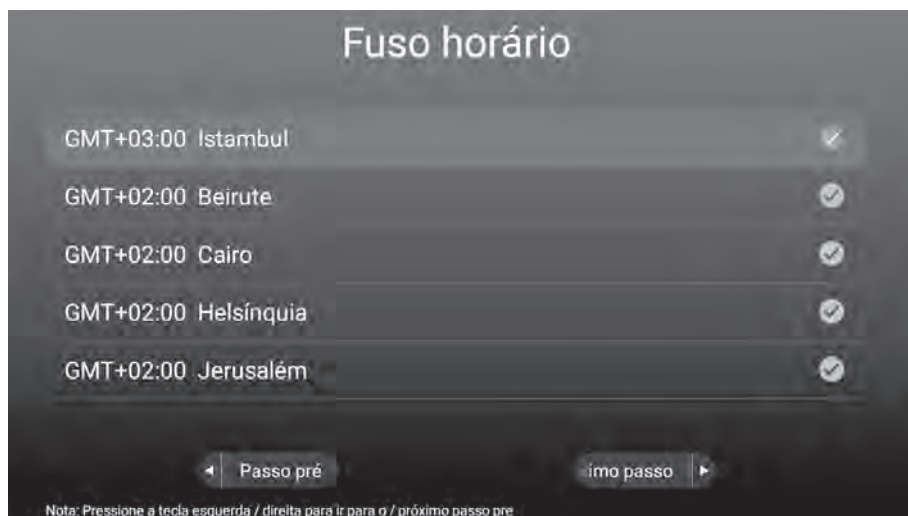 Fuso horário
GMT+03:00 Istambul
GMT+02:00 Beirute
GMT+02:00 Cairo
GMT+02:00 Helsínquia
GMT+02:00 Jerusalém
Passo pré
imo passo
Nota: Pressione a tecla esquerda / direita para ir para o / próximo passo pre